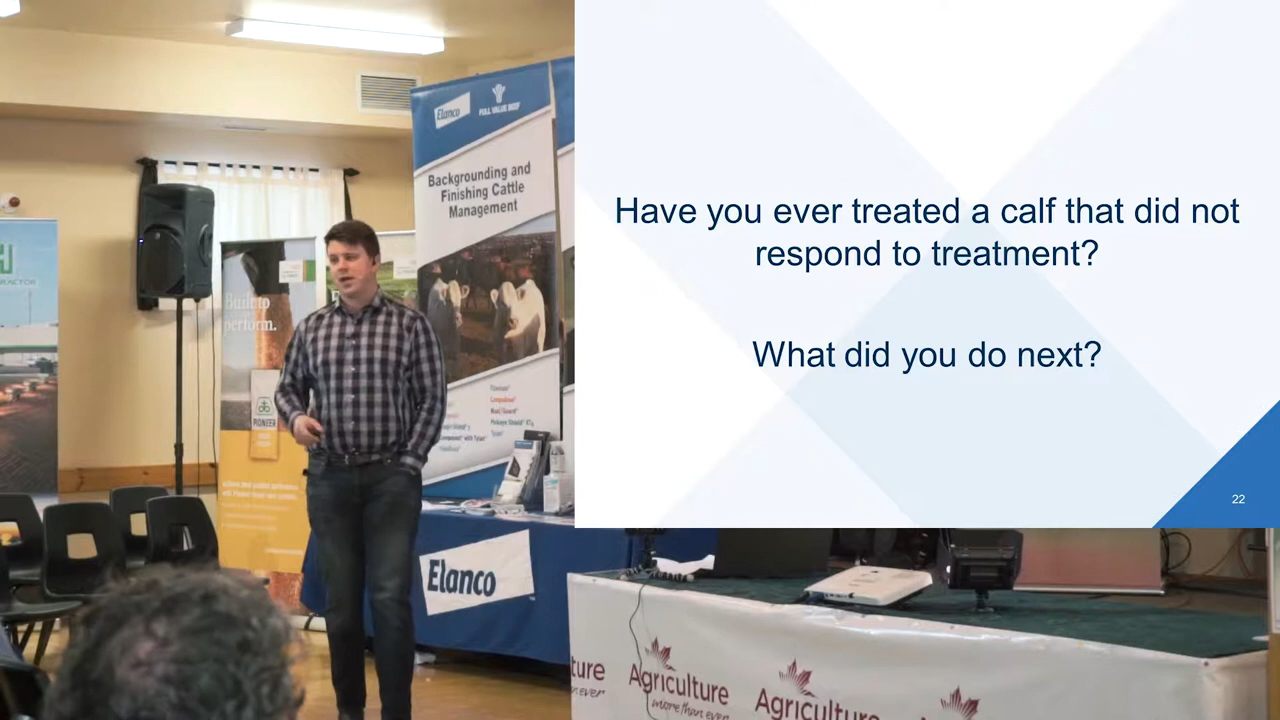 Have you ever treated a calf that did not
respond to treatment?
What did you do next?
22
Elanco
FULL VALUE BEEF
Backgrounding and
Finishing Cattle
Management
Built to
perform.
PIONEER
Elanco
Agriculture
more than ever
Agriculture